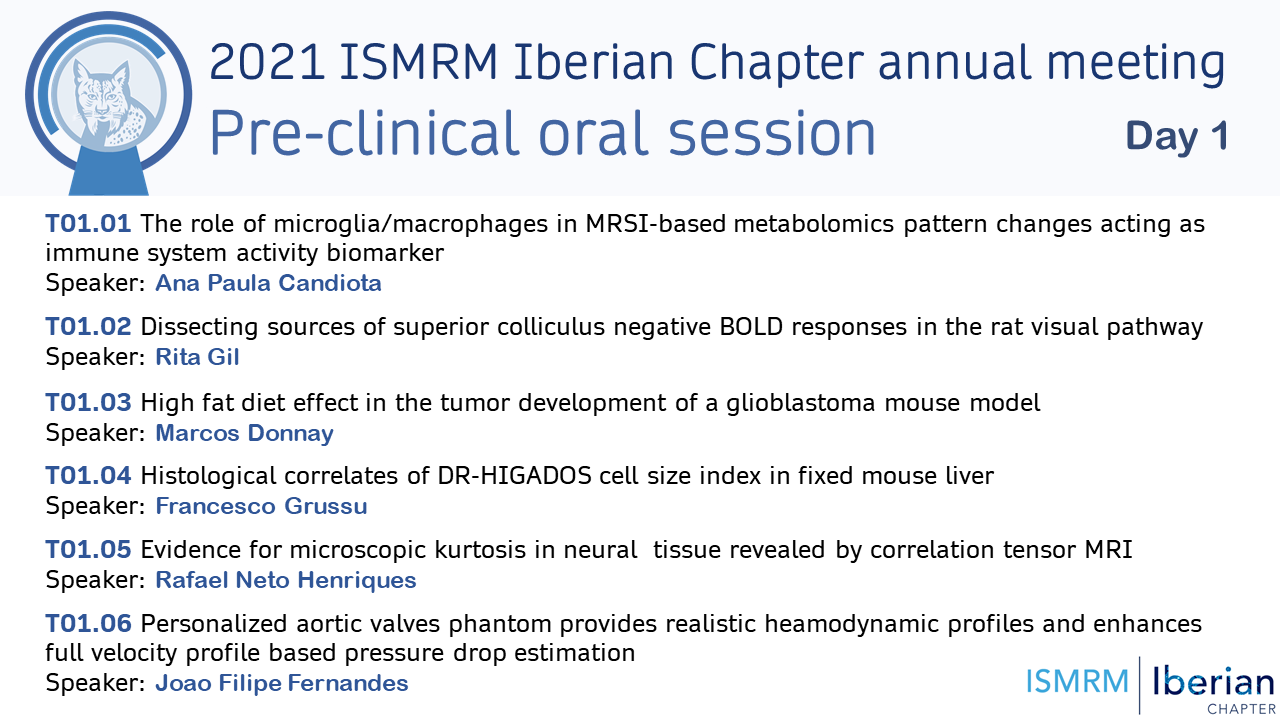 2021 ISMRM Iberian Chapter annual meeting
Pre-clinical oral session
Day 1
T01.01 The role of microglia/macrophages in MRSI-based metabolomics pattern changes acting as
immune system activity biomarker
Speaker: Ana Paula Candiota
T01.02 Dissecting sources of superior colliculus negative BOLD responses in the rat visual pathway
Speaker: Rita Gil
T01.03 High fat diet effect in the tumor development of a glioblastoma mouse model
Speaker: Marcos Donnay
T01.04 Histological correlates of DR-HIGADOS cell size index in fixed mouse liver
Speaker: Francesco Grussu
T01.05 Evidence for microscopic kurtosis in neural  tissue revealed by correlation tensor MRI
Speaker: Rafael Neto Henriques
T01.06 Personalized aortic valves phantom provides realistic heamodynamic profiles and enhances
full velocity profile based pressure drop estimation
Speaker: Joao Filipe Fernandes
ISMRM Iberian
CHAPTER